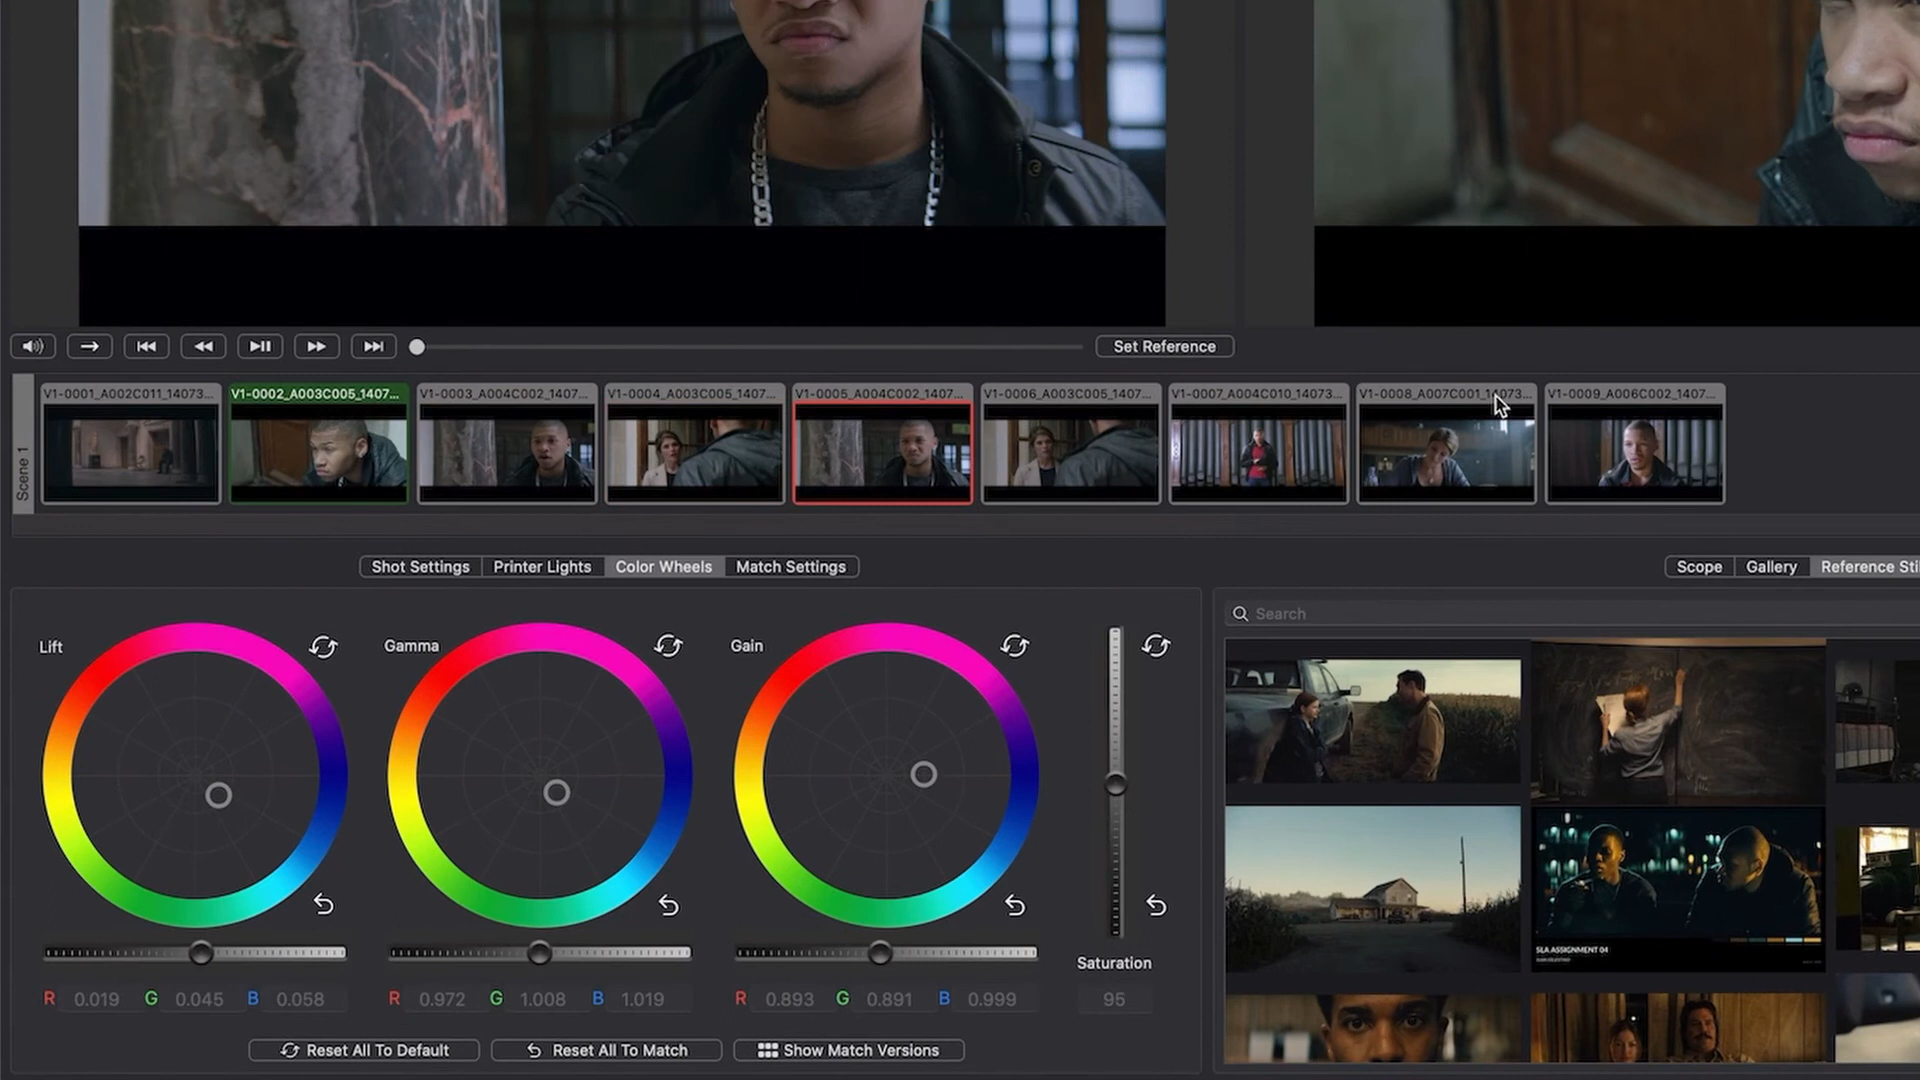 Set Reference
Scene 1
V1-0001_A002C011_14073...
V1-0002_A003C005_1407...
V1-0003_A004C002_1407...
V1-0004_A003C005_1407...
V1-0005_A004C002_1407...
V1-0006_A003C005_1407...
V1-0007_A004C010_14073...
V1-0008_A007C001_14073...
V1-0009_A006C002_1407...
Shot Settings
Printer Lights
Color Wheels
Match Settings
Scope
Gallery
Reference Sti
Search
Lift
Gamma
Gain
Saturation
R 0.019 G 0.045 B 0.058
R 0.972 G 1.008 B 1.019
R 0.893 G 0.891 B 0.999
95
Reset All To Default
Reset All To Match
Show Match Versions
SLA ASSIGNMENT 04